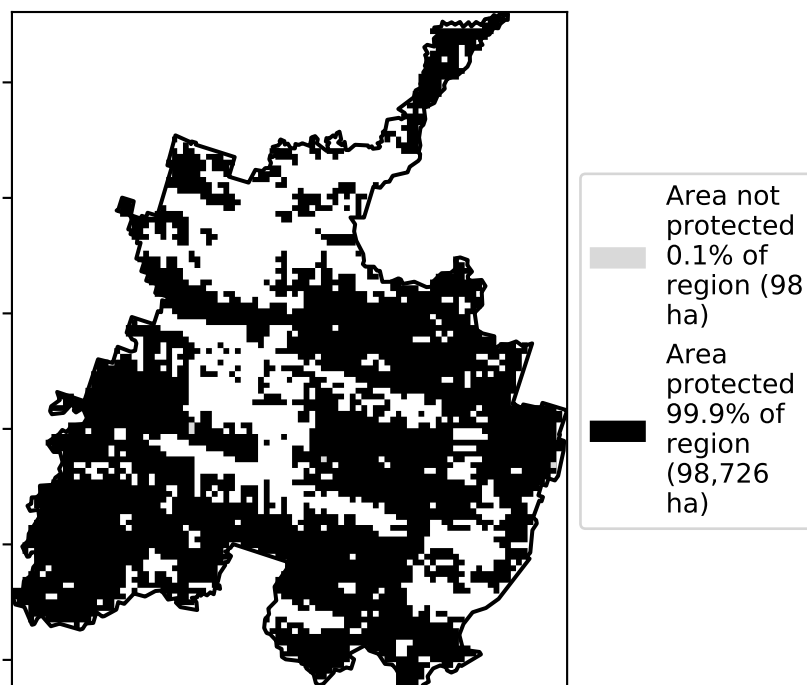 Area not
protected
0.1% of
region (98
ha)
Area
protected
99.9% of
region
(98,726
ha)